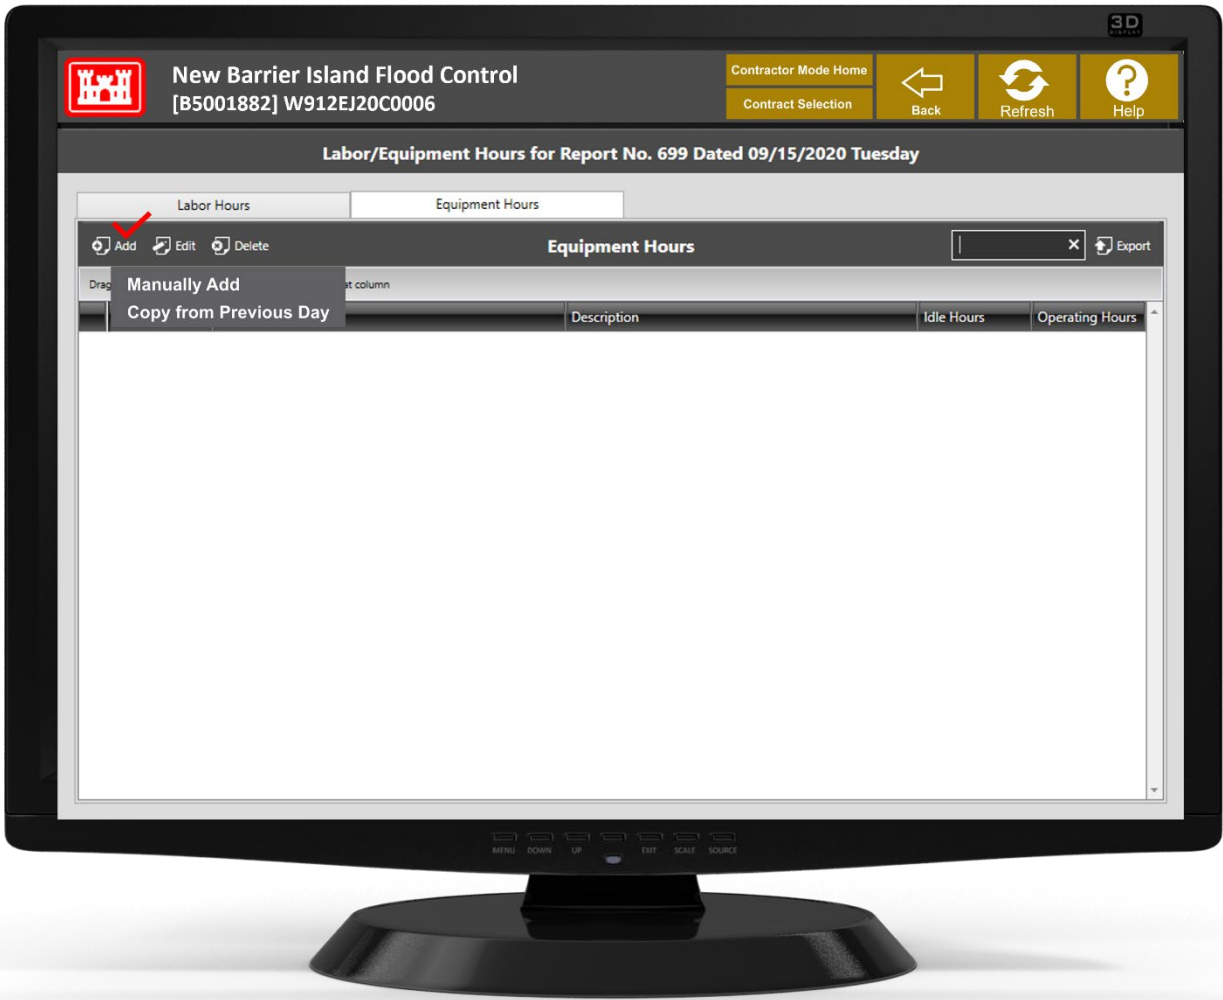 3D
DISPLAY
New Barrier Island Flood Control
[B5001882] W912EJ20C0006
Contractor Mode Home
Contract Selection
Back
Refresh
Help
Labor/Equipment Hours for Report No. 699 Dated 09/15/2020 Tuesday
Labor Hours
Equipment Hours
Add
Edit
Delete
Equipment Hours
Export
Drag
at column
Manually Add
Copy from Previous Day
Description
Idle Hours
Operating Hours
MENU DOWN UP EXIT SCALE SOURCE